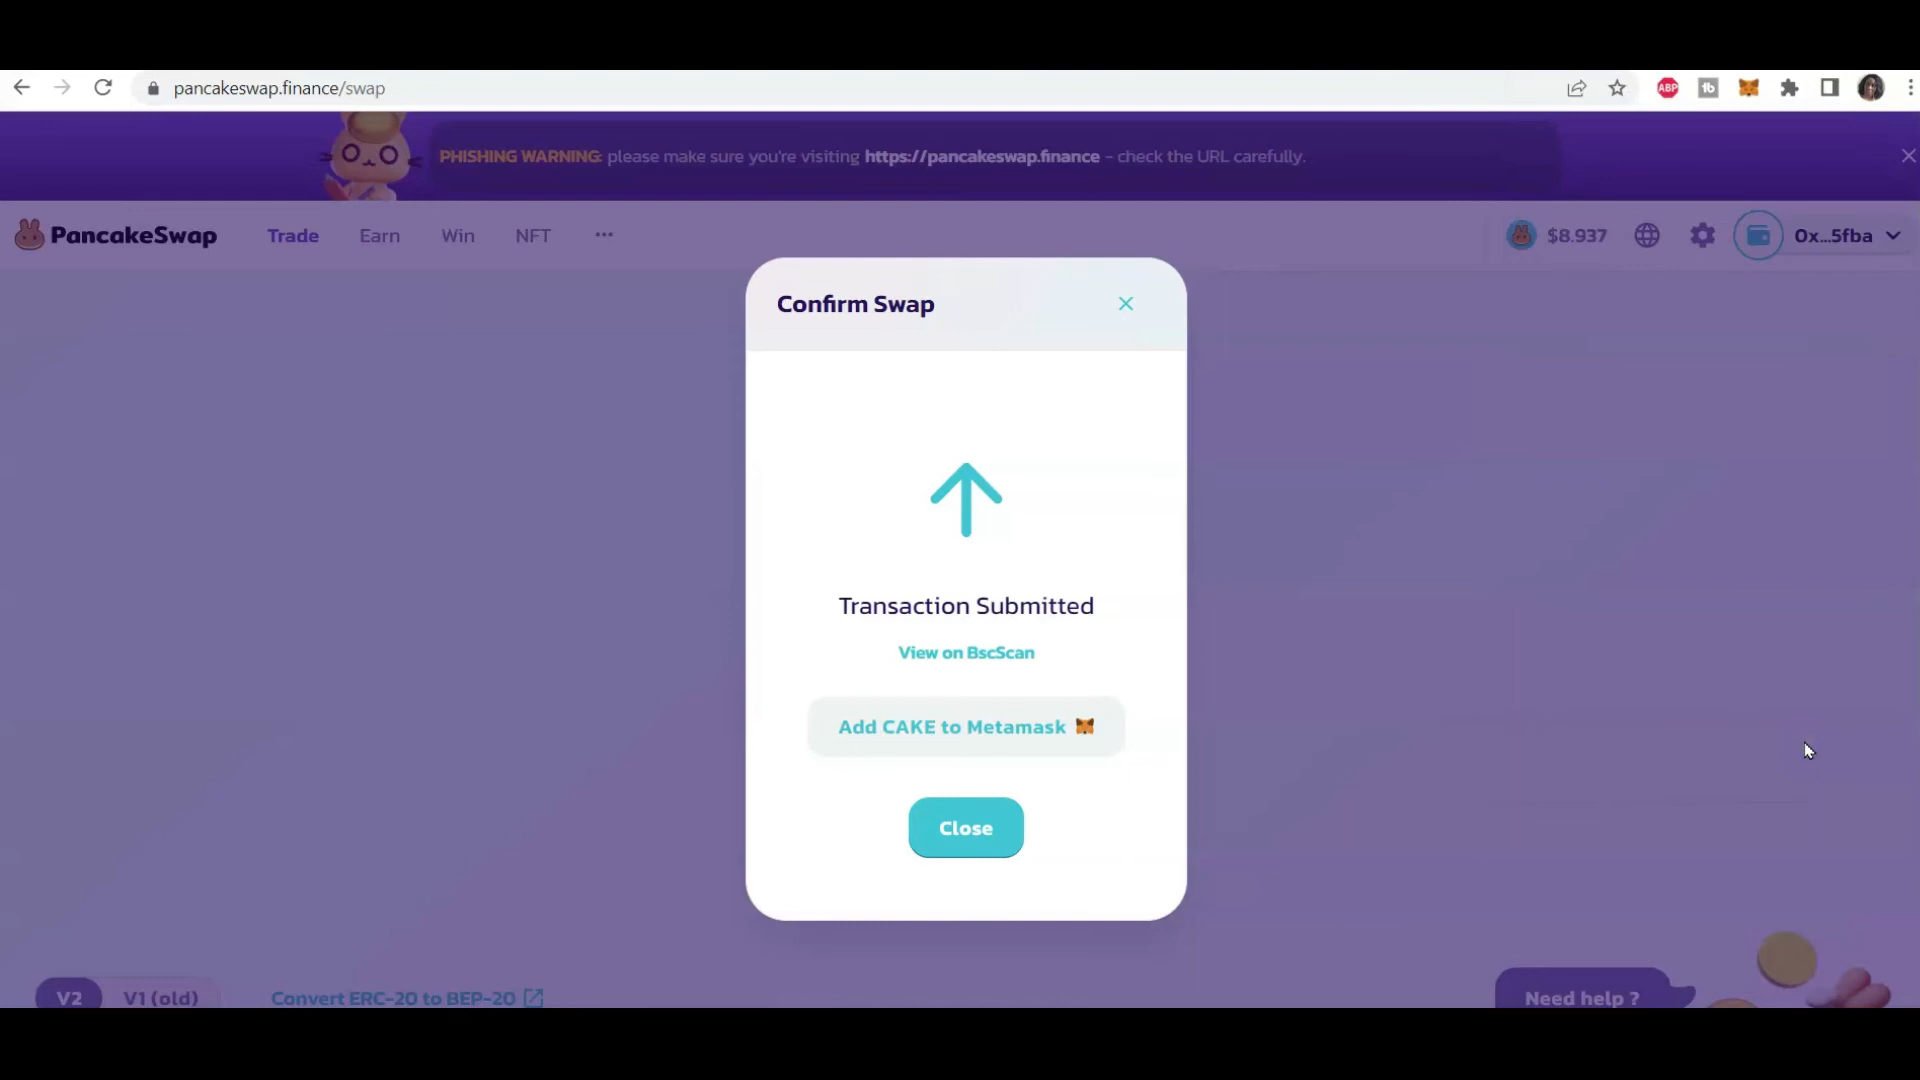 pancakeswap.finance/swap
ABP
PHISHING WARNING: please make sure you're visiting https://pancakeswap.finance - check the URL carefully.
PancakeSwap
Trade
Earn
Win
NFT
$8.937
0x...5fba
Confirm Swap
Transaction Submitted
View on BscScan
Add CAKE to Metamask
Close
V2
V1 (old)
Convert ERC-20 to BEP-20
Need help ?